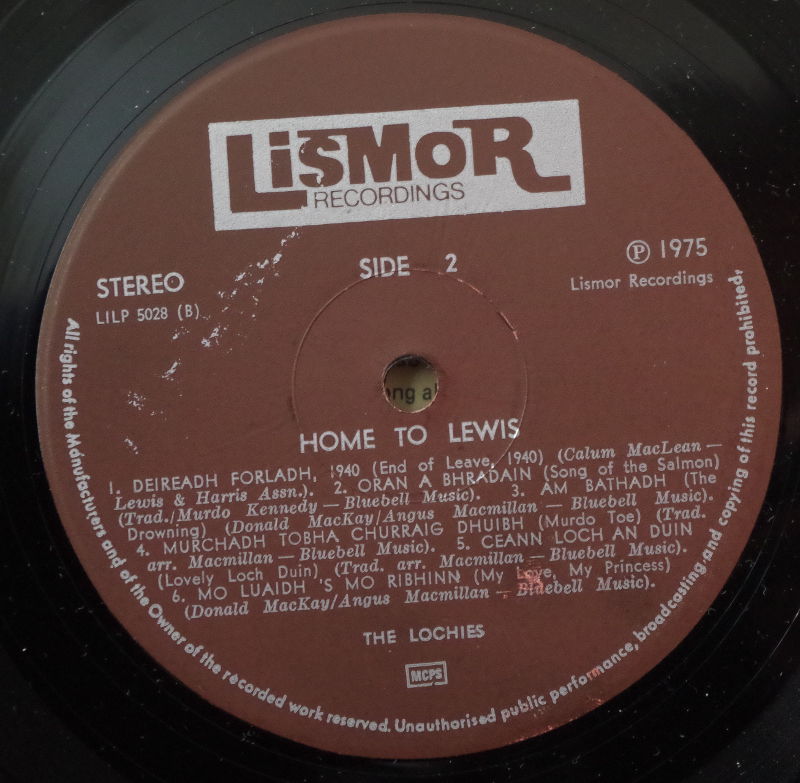 LiSMOR
RECORDINGS
SIDE 2
STEREO
LILP 5028 (B)
Ⓟ 1975
Lismor Recordings
ng al
HOME TO LEWIS
1. DEIREADH FORLADH, 1940 (End of Leave, 1940) (Calum MacLean –
Lewis & Harris Assn.). 2. ORAN A BHRADAIN (Song of the Salmon)
(Trad./Murdo Kennedy – Bluebell Music). 3. AM BATHADH (The
Drowning) (Donald MacKay/Angus Macmillan – Bluebell Music).
4. MURCHADH TOBHA CHURRAIG DHUIBH (Murdo Toe) (Trad.
arr. Macmillan – Bluebell Music). 5. CEANN LOCH AN DUIN
(Lovely Loch Duin) (Trad. arr. Macmillan – Bluebell Music).
6. MO LUAIDH 'S MO RIBHINN (My Love, My Princess)
(Donald MacKay/Angus Macmillan – Bluebell Music).
THE LOCHIES
MCPS
All rights of the Manufacturers and of the Owner of the recorded work reserved. Unauthorised public performance, broadcasting and copying of this record prohibited.